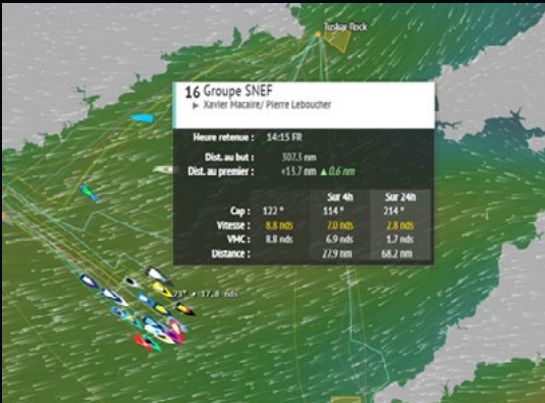 Tuskar Rock
16 Groupe SNEF
► Xavier Macaire/ Pierre Leboucher
Heure retenue : 14:15 FR
Dist. au but : 307.3 nm
Dist. au premier : +13.7 nm ▲0.6 nm
Sur 4h Sur 24h
Cap : 122 ° 114 ° 214 °
Vitesse : 8.8 nds 7.0 nds 2.8 nds
VMC : 8.8 nds 6.9 nds 1.7 nds
Distance : 27.9 nm 68.2 nm
73° • 17.8 nds